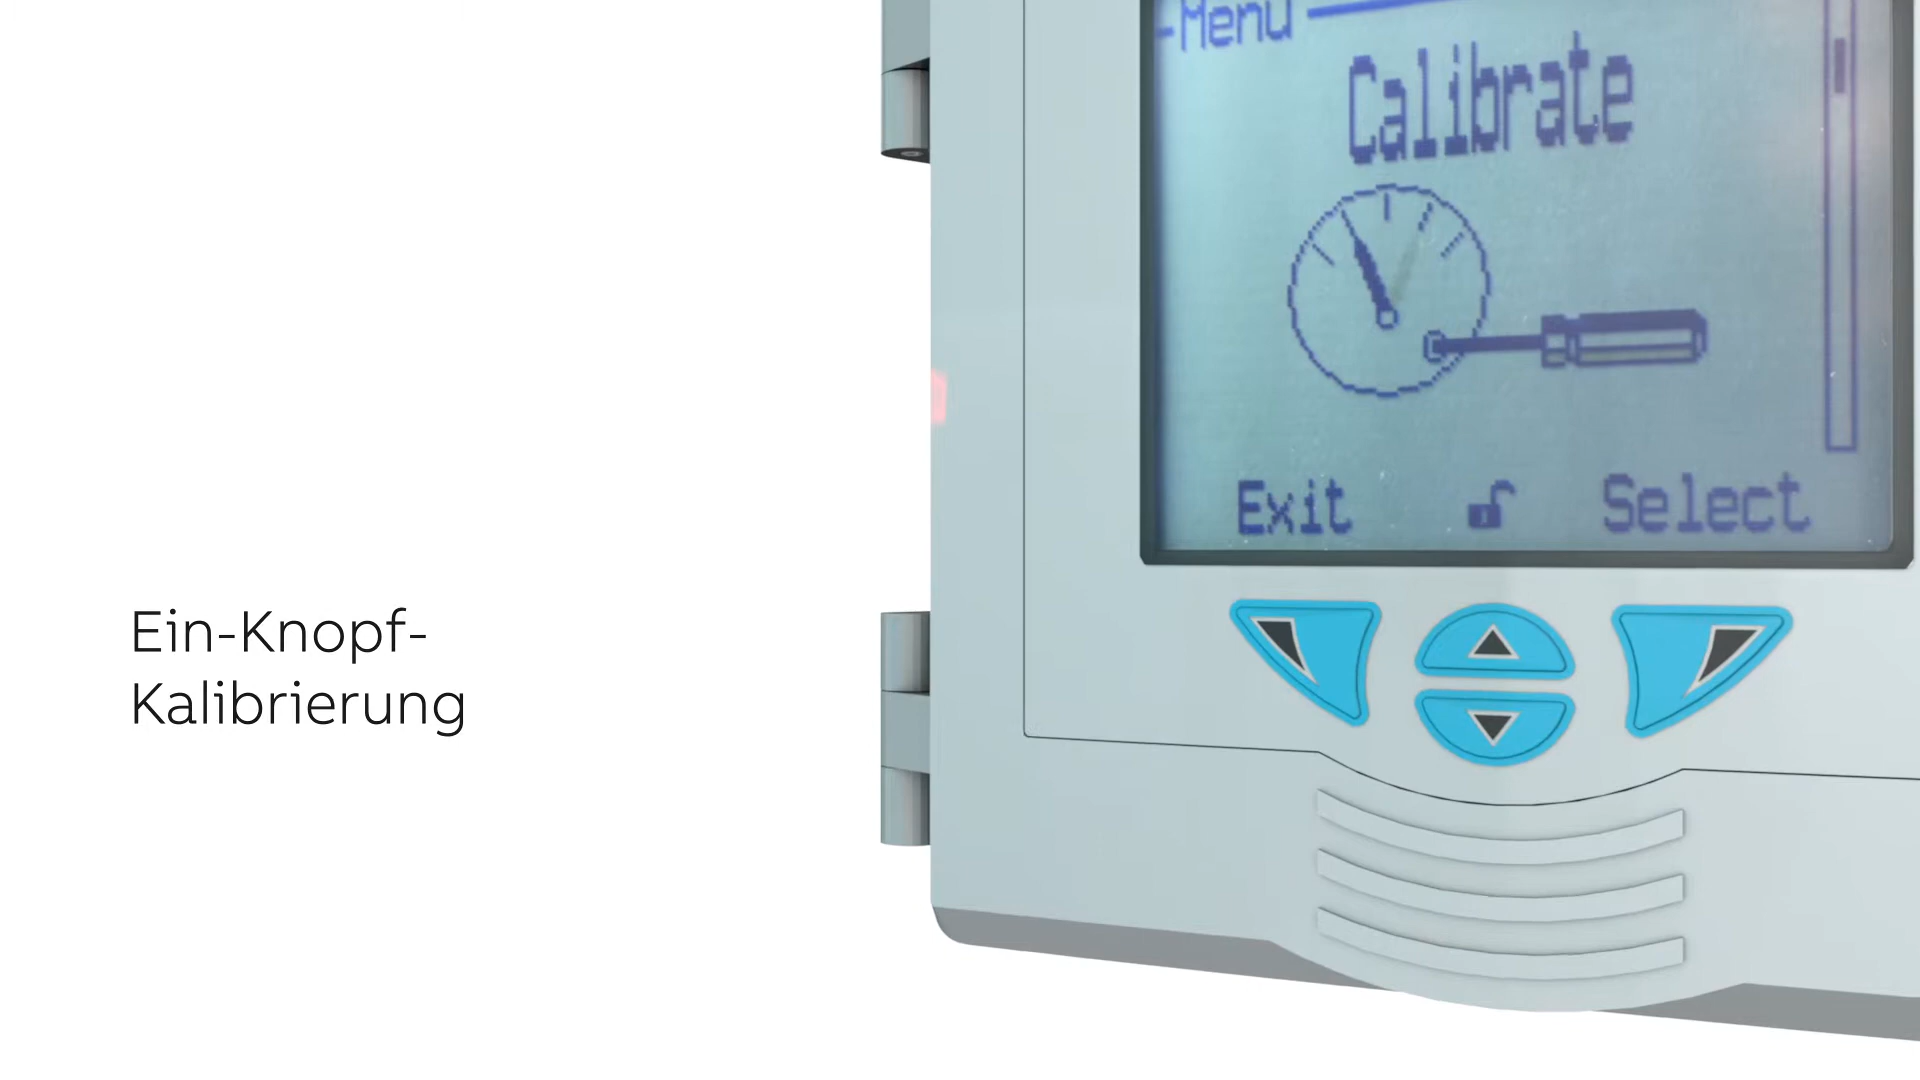 Ein-Knopf-
Kalibrierung
Menu
Calibrate
Exit
Select